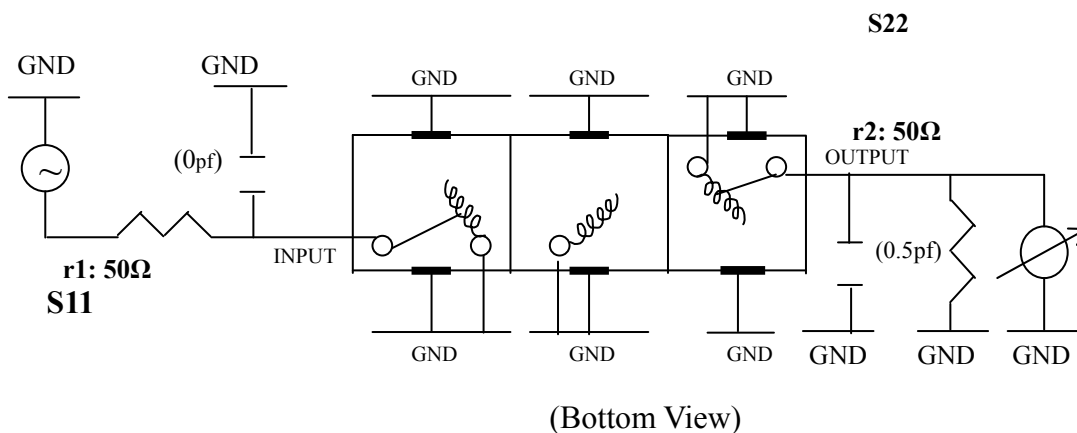 S22
GND
GND
GND
GND
GND
r2: 50Ω
OUTPUT
(0pf)
INPUT
(0.5pf)
r1: 50Ω
S11
GND
GND
GND
GND
GND
GND
(Bottom View)